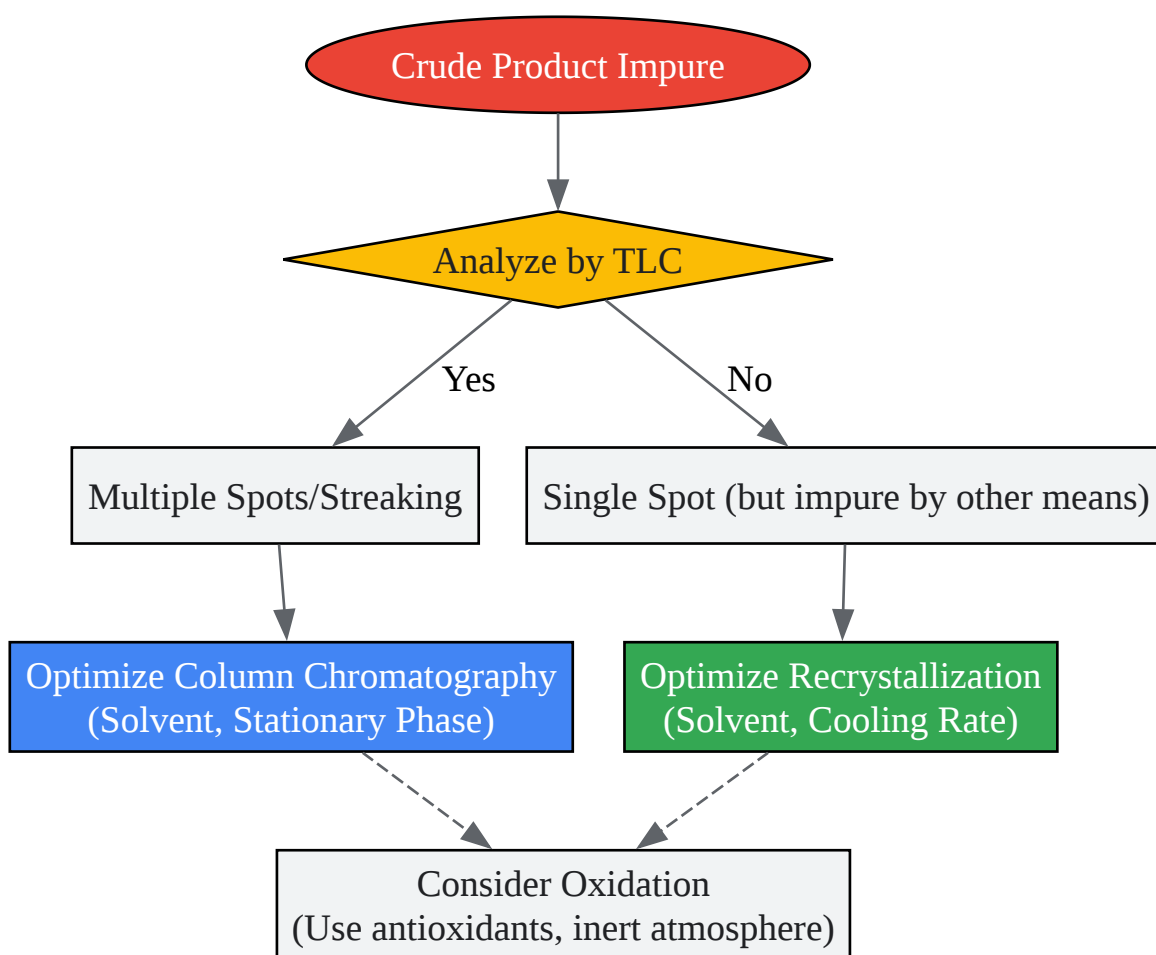 Crude Product Impure
Analyze by TLC
Yes
No
Multiple Spots/Streaking
Single Spot (but impure by other means)
Optimize Column Chromatography
(Solvent, Stationary Phase)
Optimize Recrystallization
(Solvent, Cooling Rate)
Consider Oxidation
(Use antioxidants, inert atmosphere)